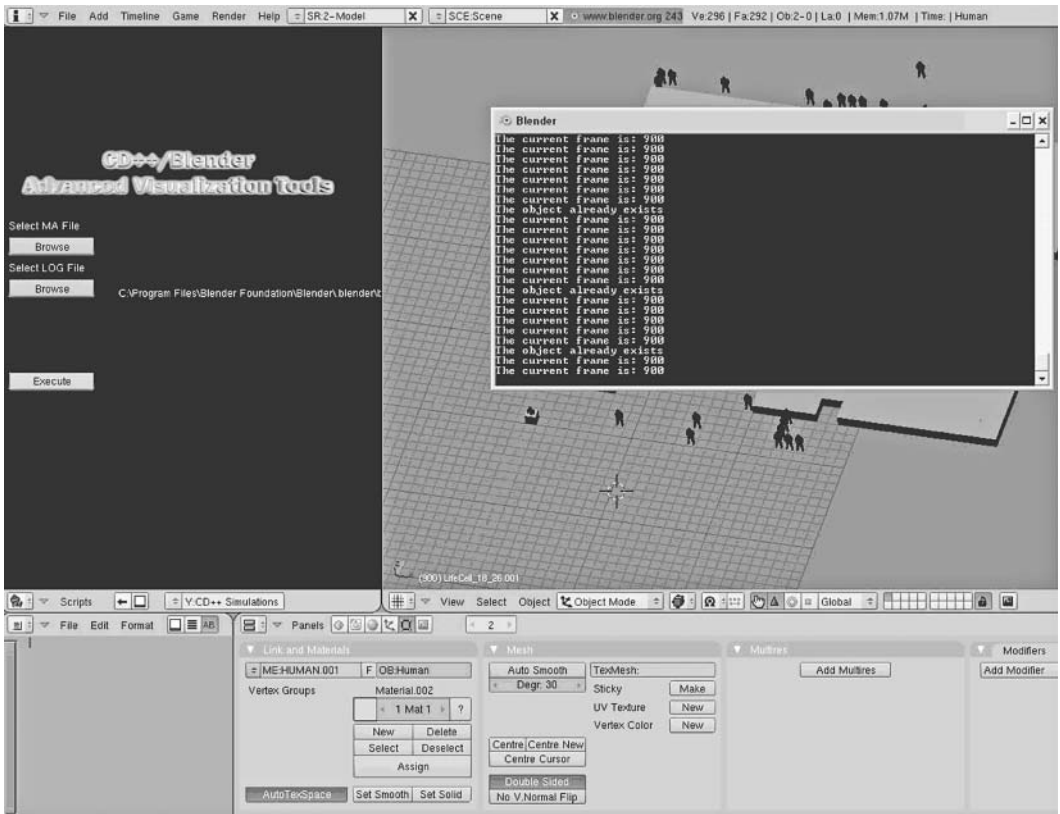 File Add Timeline Game Render Help SR:2-Model X SCE:Scene X www.blender.org 243 Ve:296 | Fa:292 | Ob:2-0 | La:0 | Mem:1.07M | Time: | Human
CD++/Blender
Advanced Visualization Tools
Select MA File
Browse
Select LOG File
Browse C:\Program Files\Blender Foundation\Blender\.blender\
Execute
Blender
The current frame is: 900
The current frame is: 900
The current frame is: 900
The current frame is: 900
The current frame is: 900
The current frame is: 900
The current frame is: 900
The object already exists
The current frame is: 900
The current frame is: 900
The current frame is: 900
The current frame is: 900
The current frame is: 900
The current frame is: 900
The current frame is: 900
The object already exists
The current frame is: 900
The current frame is: 900
The current frame is: 900
The current frame is: 900
The current frame is: 900
The object already exists
The current frame is: 900
The current frame is: 900
(900) LifeCell_18_26.001
Scripts Y:CD++ Simulations
View Select Object Object Mode Global
File Edit Format AB
Panels 2
Link and Materials
ME:HUMAN.001 F OB:Human
Vertex Groups Material.002
1 Mat 1 ?
New Delete
Select Deselect
Assign
AutoTexSpace Set Smooth Set Solid
Mesh
Auto Smooth TexMesh:
Degr: 30 Sticky Make
UV Texture New
Vertex Color New
Centre Centre New
Centre Cursor
Double Sided
No V.Normal Flip
Multires
Add Multires
Modifiers
Add Modifier